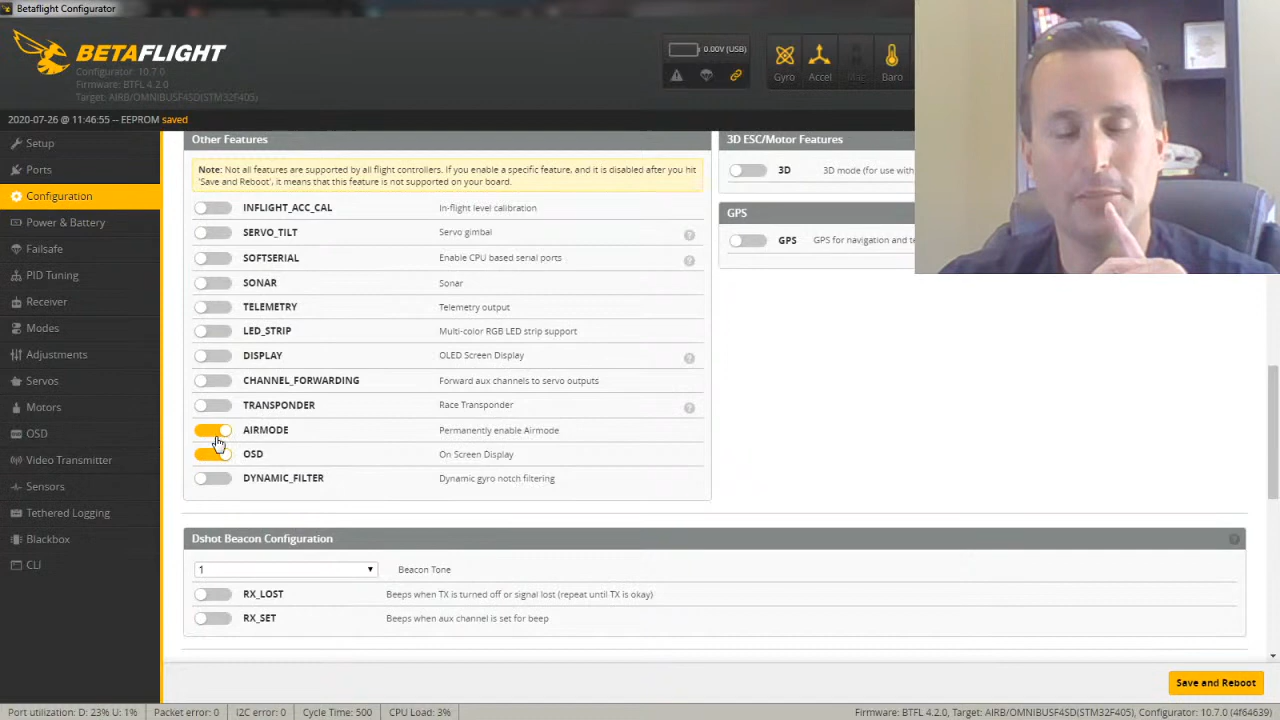 Betaflight Configurator
BETAFLIGHT
Configurator: 10.7.0
Firmware: BTFL 4.2.0
Target: AIRB/OMNIBUSF4SD(STM32F405)
0.00V (USB)
Gyro
Accel
Mag
Baro
2020-07-26 @ 11:46:55 -- EEPROM saved
Setup
Ports
Configuration
Power & Battery
Failsafe
PID Tuning
Receiver
Modes
Adjustments
Servos
Motors
OSD
Video Transmitter
Sensors
Tethered Logging
Blackbox
CLI
Other Features
Note: Not all features are supported by all flight controllers. If you enable a specific feature, and it is disabled after you hit
'Save and Reboot', it means that this feature is not supported on your board.
INFLIGHT_ACC_CAL In-flight level calibration
SERVO_TILT Servo gimbal ?
SOFTSERIAL Enable CPU based serial ports ?
SONAR Sonar
TELEMETRY Telemetry output
LED_STRIP Multi-color RGB LED strip support
DISPLAY OLED Screen Display ?
CHANNEL_FORWARDING Forward aux channels to servo outputs
TRANSPONDER Race Transponder ?
AIRMODE Permanently enable Airmode
OSD On Screen Display
DYNAMIC_FILTER Dynamic gyro notch filtering
3D ESC/Motor Features
3D 3D mode (for use with
GPS
GPS GPS for navigation and te
Dshot Beacon Configuration ?
1 Beacon Tone
RX_LOST Beeps when TX is turned off or signal lost (repeat until TX is okay)
RX_SET Beeps when aux channel is set for beep
Save and Reboot
Port utilization: D: 23% U: 1% Packet error: 0 I2C error: 0 Cycle Time: 500 CPU Load: 3% Firmware: BTFL 4.2.0, Target: AIRB/OMNIBUSF4SD(STM32F405), Configurator: 10.7.0 (4f64639)